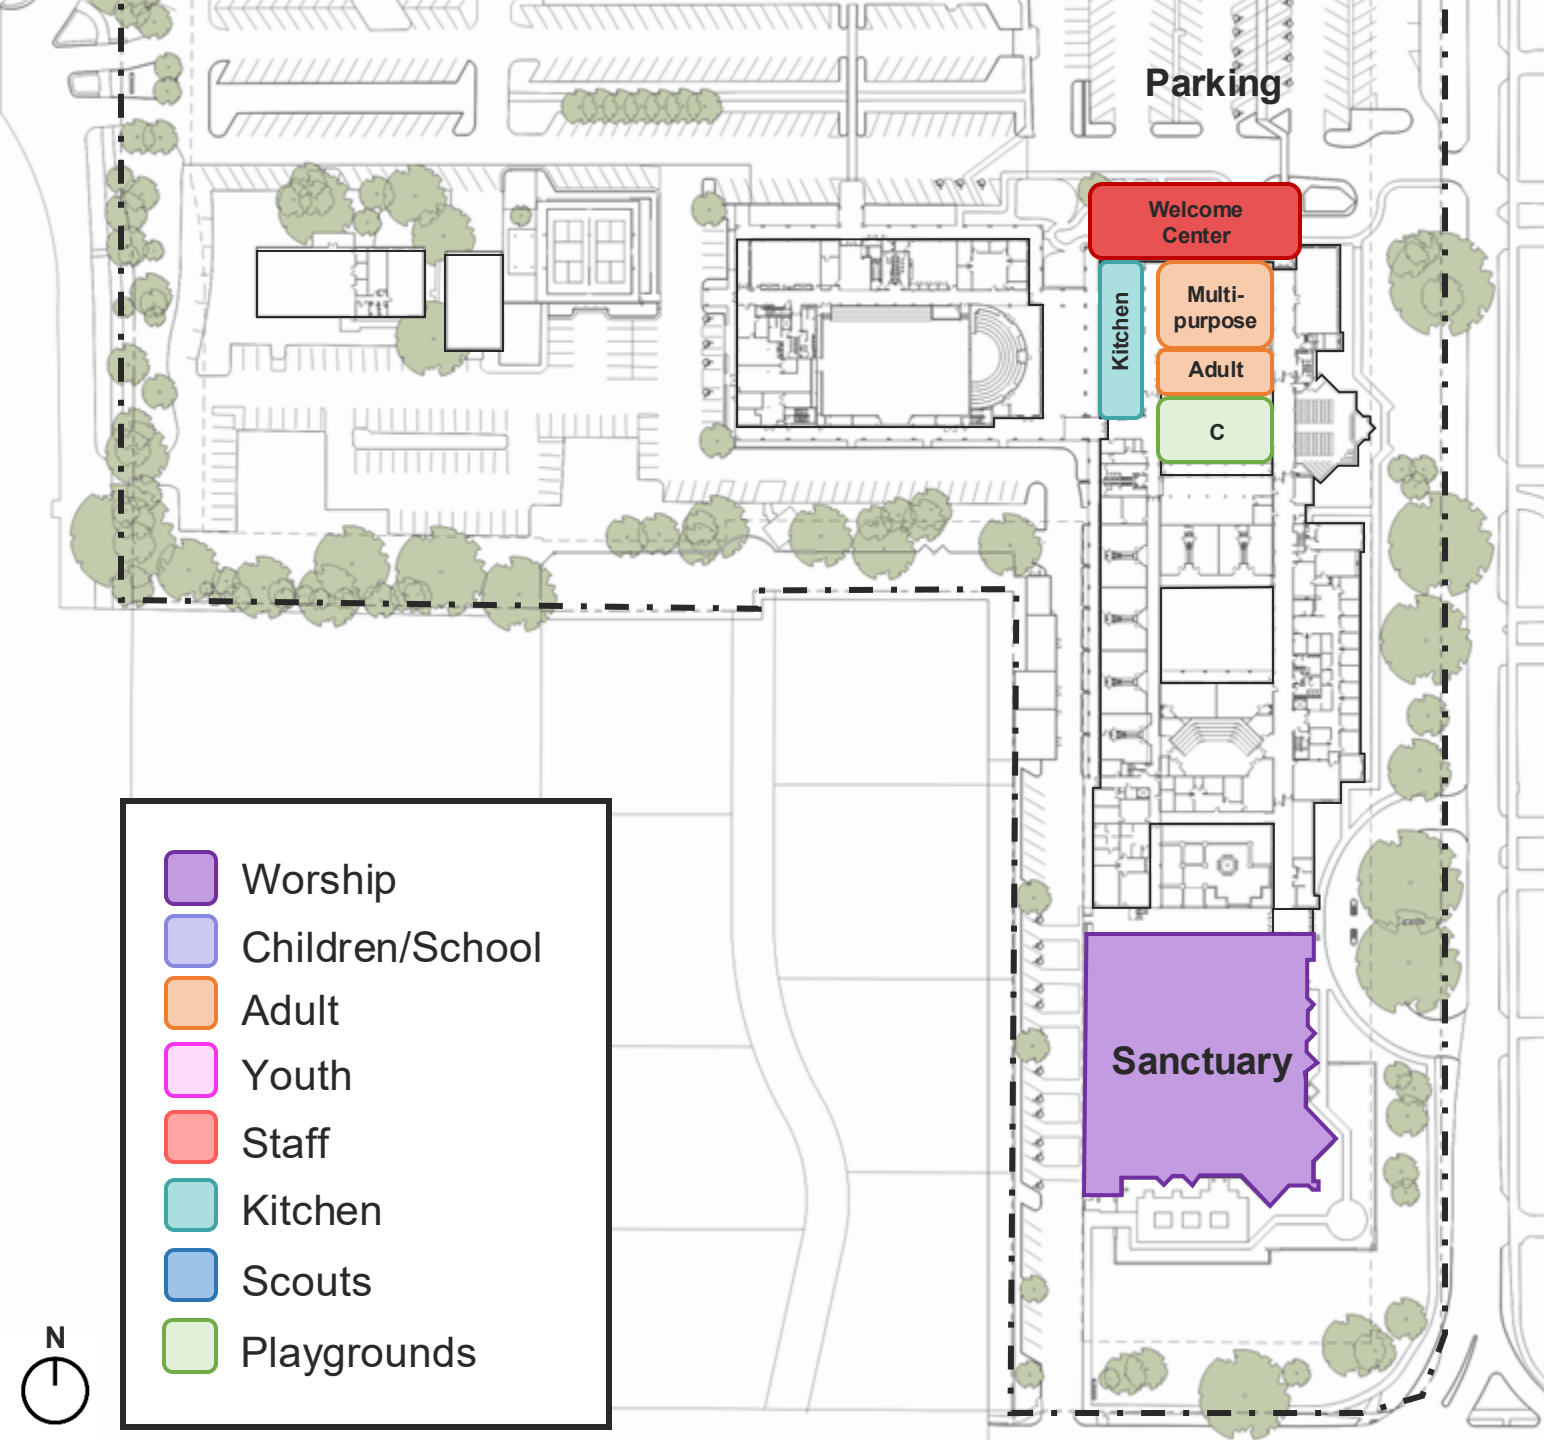 Parking
Welcome
Center
Kitchen
Multi-
purpose
Adult
C
Sanctuary
Worship
Children/School
Adult
Youth
Staff
Kitchen
Scouts
Playgrounds
N